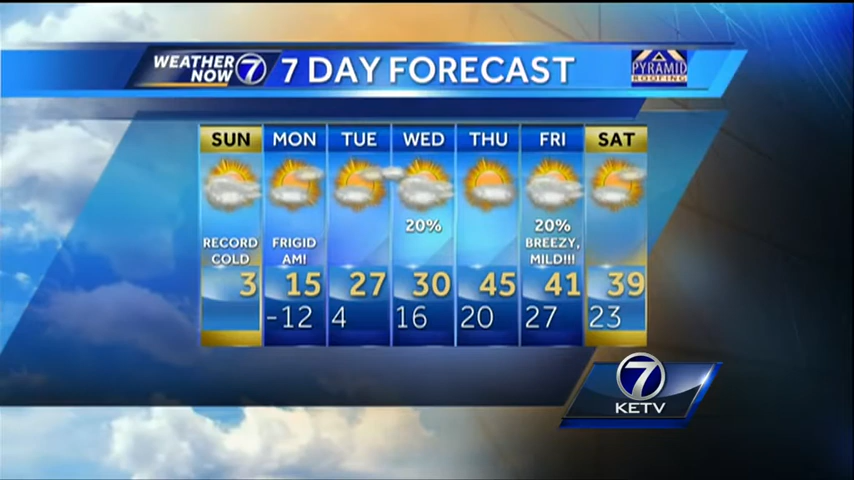 WEATHER NOW 7
7 DAY FORECAST
PYRAMID
ROOFING
SUN MON TUE WED THU FRI SAT
20% 20%
RECORD COLD
FRIGID AM!
BREEZY, MILD!!!
3 15 27 30 45 41 39
-12 4 16 20 27 23
7
KETV